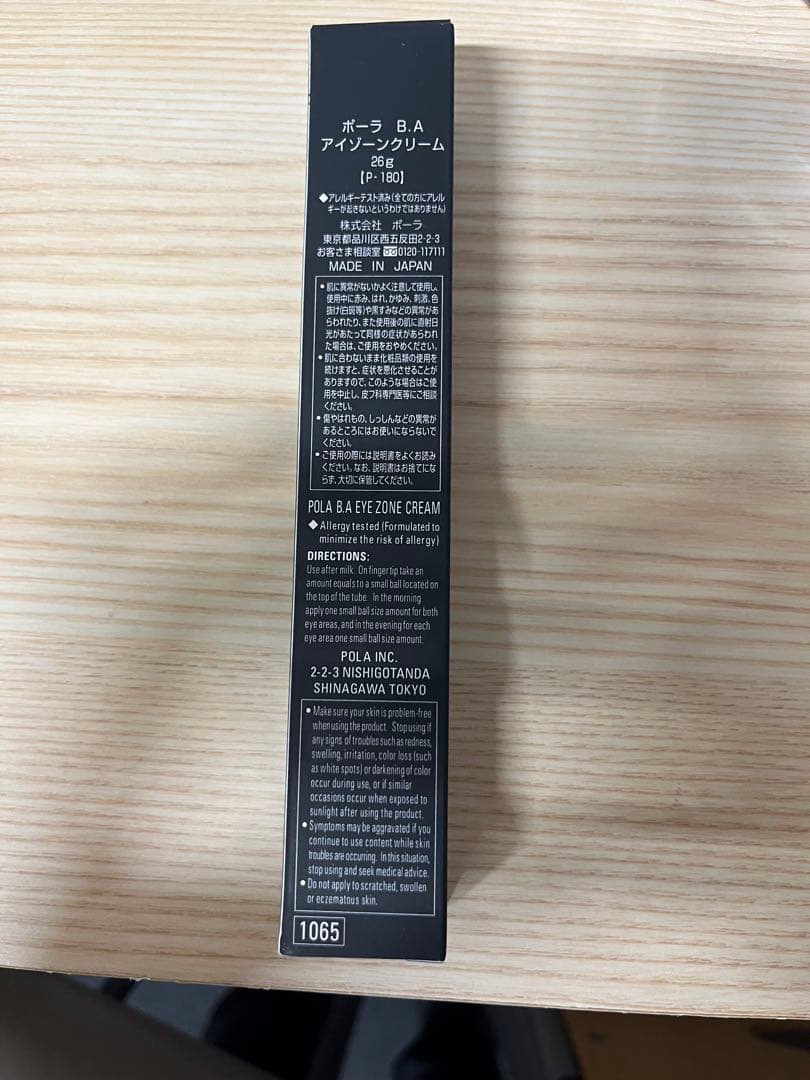 ポーラ B.A
アイゾーンクリーム
26g
【P-180】
◆アレルギーテスト済み(全ての方にアレル
ギーが起きないというわけではありません)
株式会社 ポーラ
東京都品川区西五反田2-2-3
お客さま相談室 0120-117111
MADE IN JAPAN
• 肌に異常がないかよく注意して使用し、
使用中に赤み、はれ、かゆみ、刺激、色
抜け(白斑等)や黒ずみなどの異常があ
らわれたり、また使用後の肌に直射日
光があたって同様の症状があらわれ
た場合は、ご使用をおやめください。
• 肌に合わないまま化粧品類の使用を
続けますと、症状を悪化させることが
ありますので、このような場合はご使
用を中止し、皮フ科専門医等にご相談
ください。
• 傷やはれもの、しっしんなどの異常が
あるところにはお使いにならないで
ください。
• ご使用の際には説明書をよくお読み
ください。なお、説明書はお捨てにな
らず、大切に保管してください。
POLA B.A EYE ZONE CREAM
◆ Allergy tested (Formulated to
minimize the risk of allergy)
DIRECTIONS:
Use after milk. On fingertip take an
amount equals to a small ball located on
the top of the tube. In the morning
apply one small ball size amount for both
eye areas, and in the evening for each
eye area one small ball size amount.
POLA INC.
2-2-3 NISHIGOTANDA
SHINAGAWA TOKYO
• Make sure your skin is problem-free
when using the product. Stop using if
any signs of troubles such as redness,
swelling, irritation, color loss (such
as white spots) or darkening of color
occur during use, or if similar
occasions occur when exposed to
sunlight after using the product.
• Symptoms may be aggravated if you
continue to use content while skin
troubles are occurring. In this situation,
stop using and seek medical advice.
• Do not apply to scratched, swollen
or eczematous skin.
1065